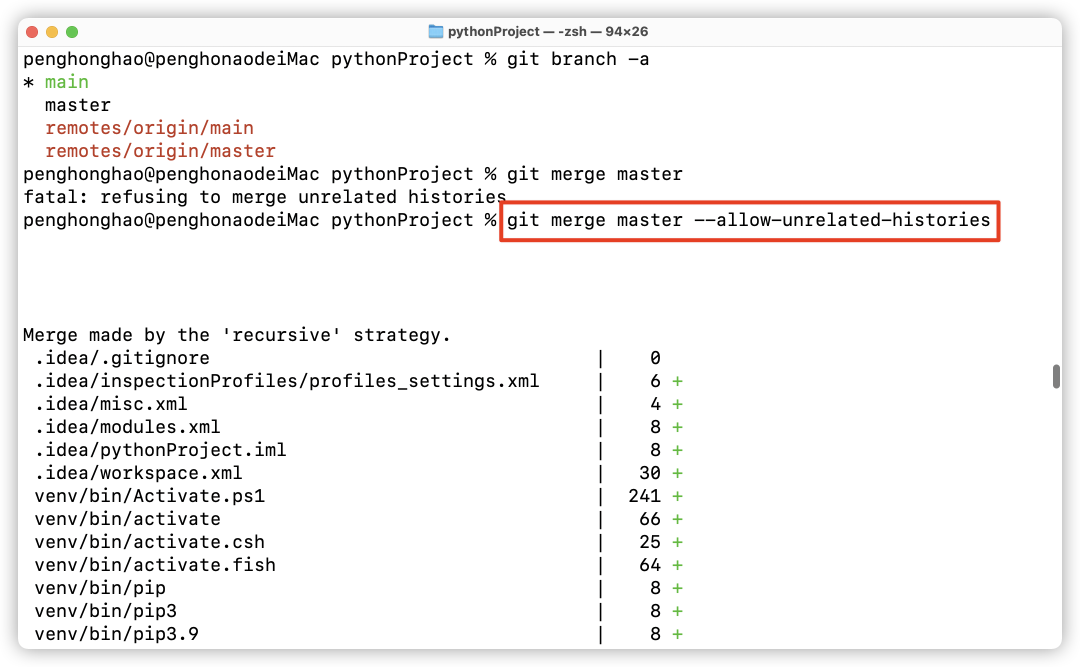 pythonProject — -zsh — 94×26
penghonghao@penghonaodeiMac pythonProject % git branch -a
* main
  master
  remotes/origin/main
  remotes/origin/master
penghonghao@penghonaodeiMac pythonProject % git merge master
fatal: refusing to merge unrelated histories
penghonghao@penghonaodeiMac pythonProject % git merge master --allow-unrelated-histories
Merge made by the 'recursive' strategy.
 .idea/.gitignore                                   |    0
 .idea/inspectionProfiles/profiles_settings.xml     |    6 +
 .idea/misc.xml                                     |    4 +
 .idea/modules.xml                                  |    8 +
 .idea/pythonProject.iml                            |    8 +
 .idea/workspace.xml                                |   30 +
 venv/bin/Activate.ps1                              |  241 +
 venv/bin/activate                                  |   66 +
 venv/bin/activate.csh                              |   25 +
 venv/bin/activate.fish                             |   64 +
 venv/bin/pip                                       |    8 +
 venv/bin/pip3                                      |    8 +
 venv/bin/pip3.9                                    |    8 +